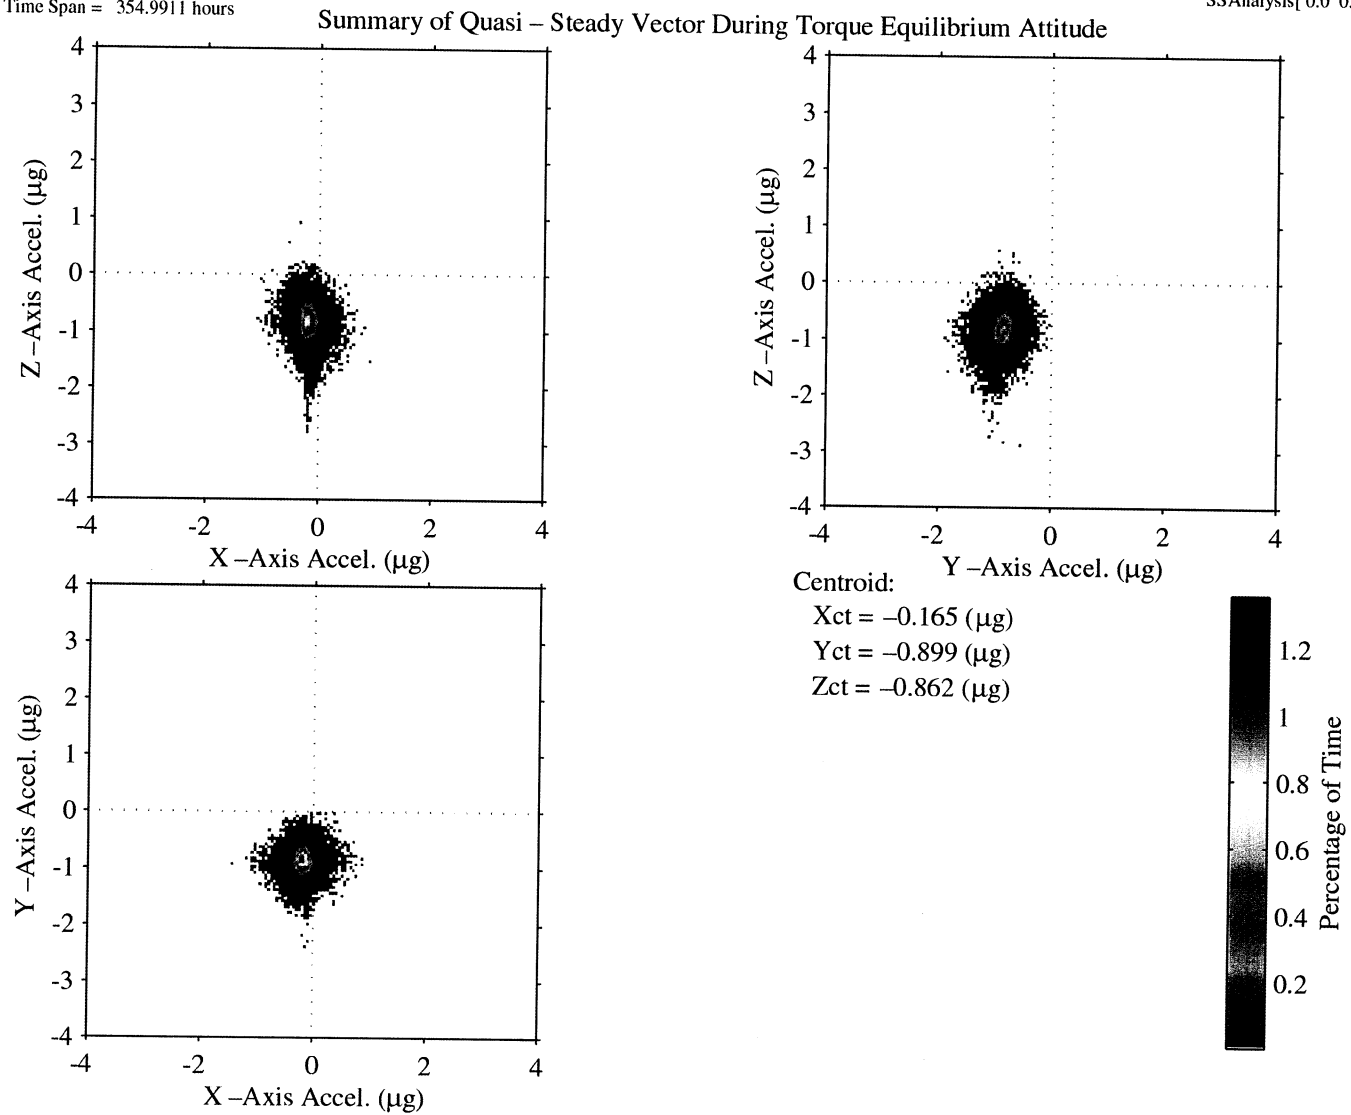 Time Span = 354.9911 hours
SSAnalysis[ 0.0 0.
Summary of Quasi – Steady Vector During Torque Equilibrium Attitude
4
3
2
1
0
-1
-2
-3
-4
Z –Axis Accel. (µg)
-4 -2 0 2 4
X –Axis Accel. (µg)
4
3
2
1
0
-1
-2
-3
-4
Z –Axis Accel. (µg)
-4 -2 0 2 4
Y –Axis Accel. (µg)
4
3
2
1
0
-1
-2
-3
-4
Y –Axis Accel. (µg)
-4 -2 0 2 4
X –Axis Accel. (µg)
Centroid:
Xct = –0.165 (µg)
Yct = –0.899 (µg)
Zct = –0.862 (µg)
1.2
1
0.8
0.6
0.4
0.2
Percentage of Time